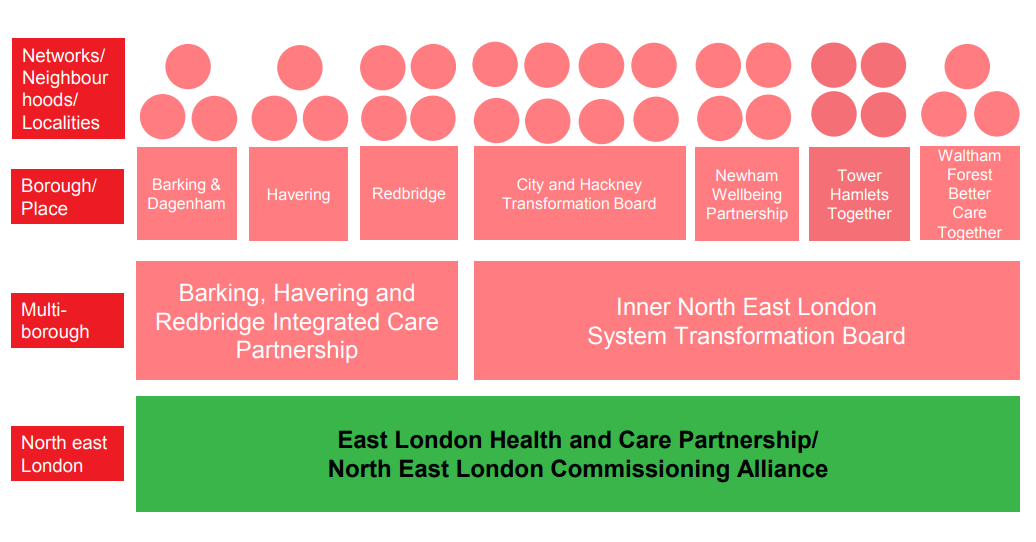 Networks/
Neighbour
hoods/
Localities
Borough/
Place
Barking &
Dagenham
Havering
Redbridge
City and Hackney
Transformation Board
Newham
Wellbeing
Partnership
Tower
Hamlets
Together
Waltham
Forest
Better
Care
Together
Multi-
borough
Barking, Havering and
Redbridge Integrated Care
Partnership
Inner North East London
System Transformation Board
North east
London
East London Health and Care Partnership/
North East London Commissioning Alliance